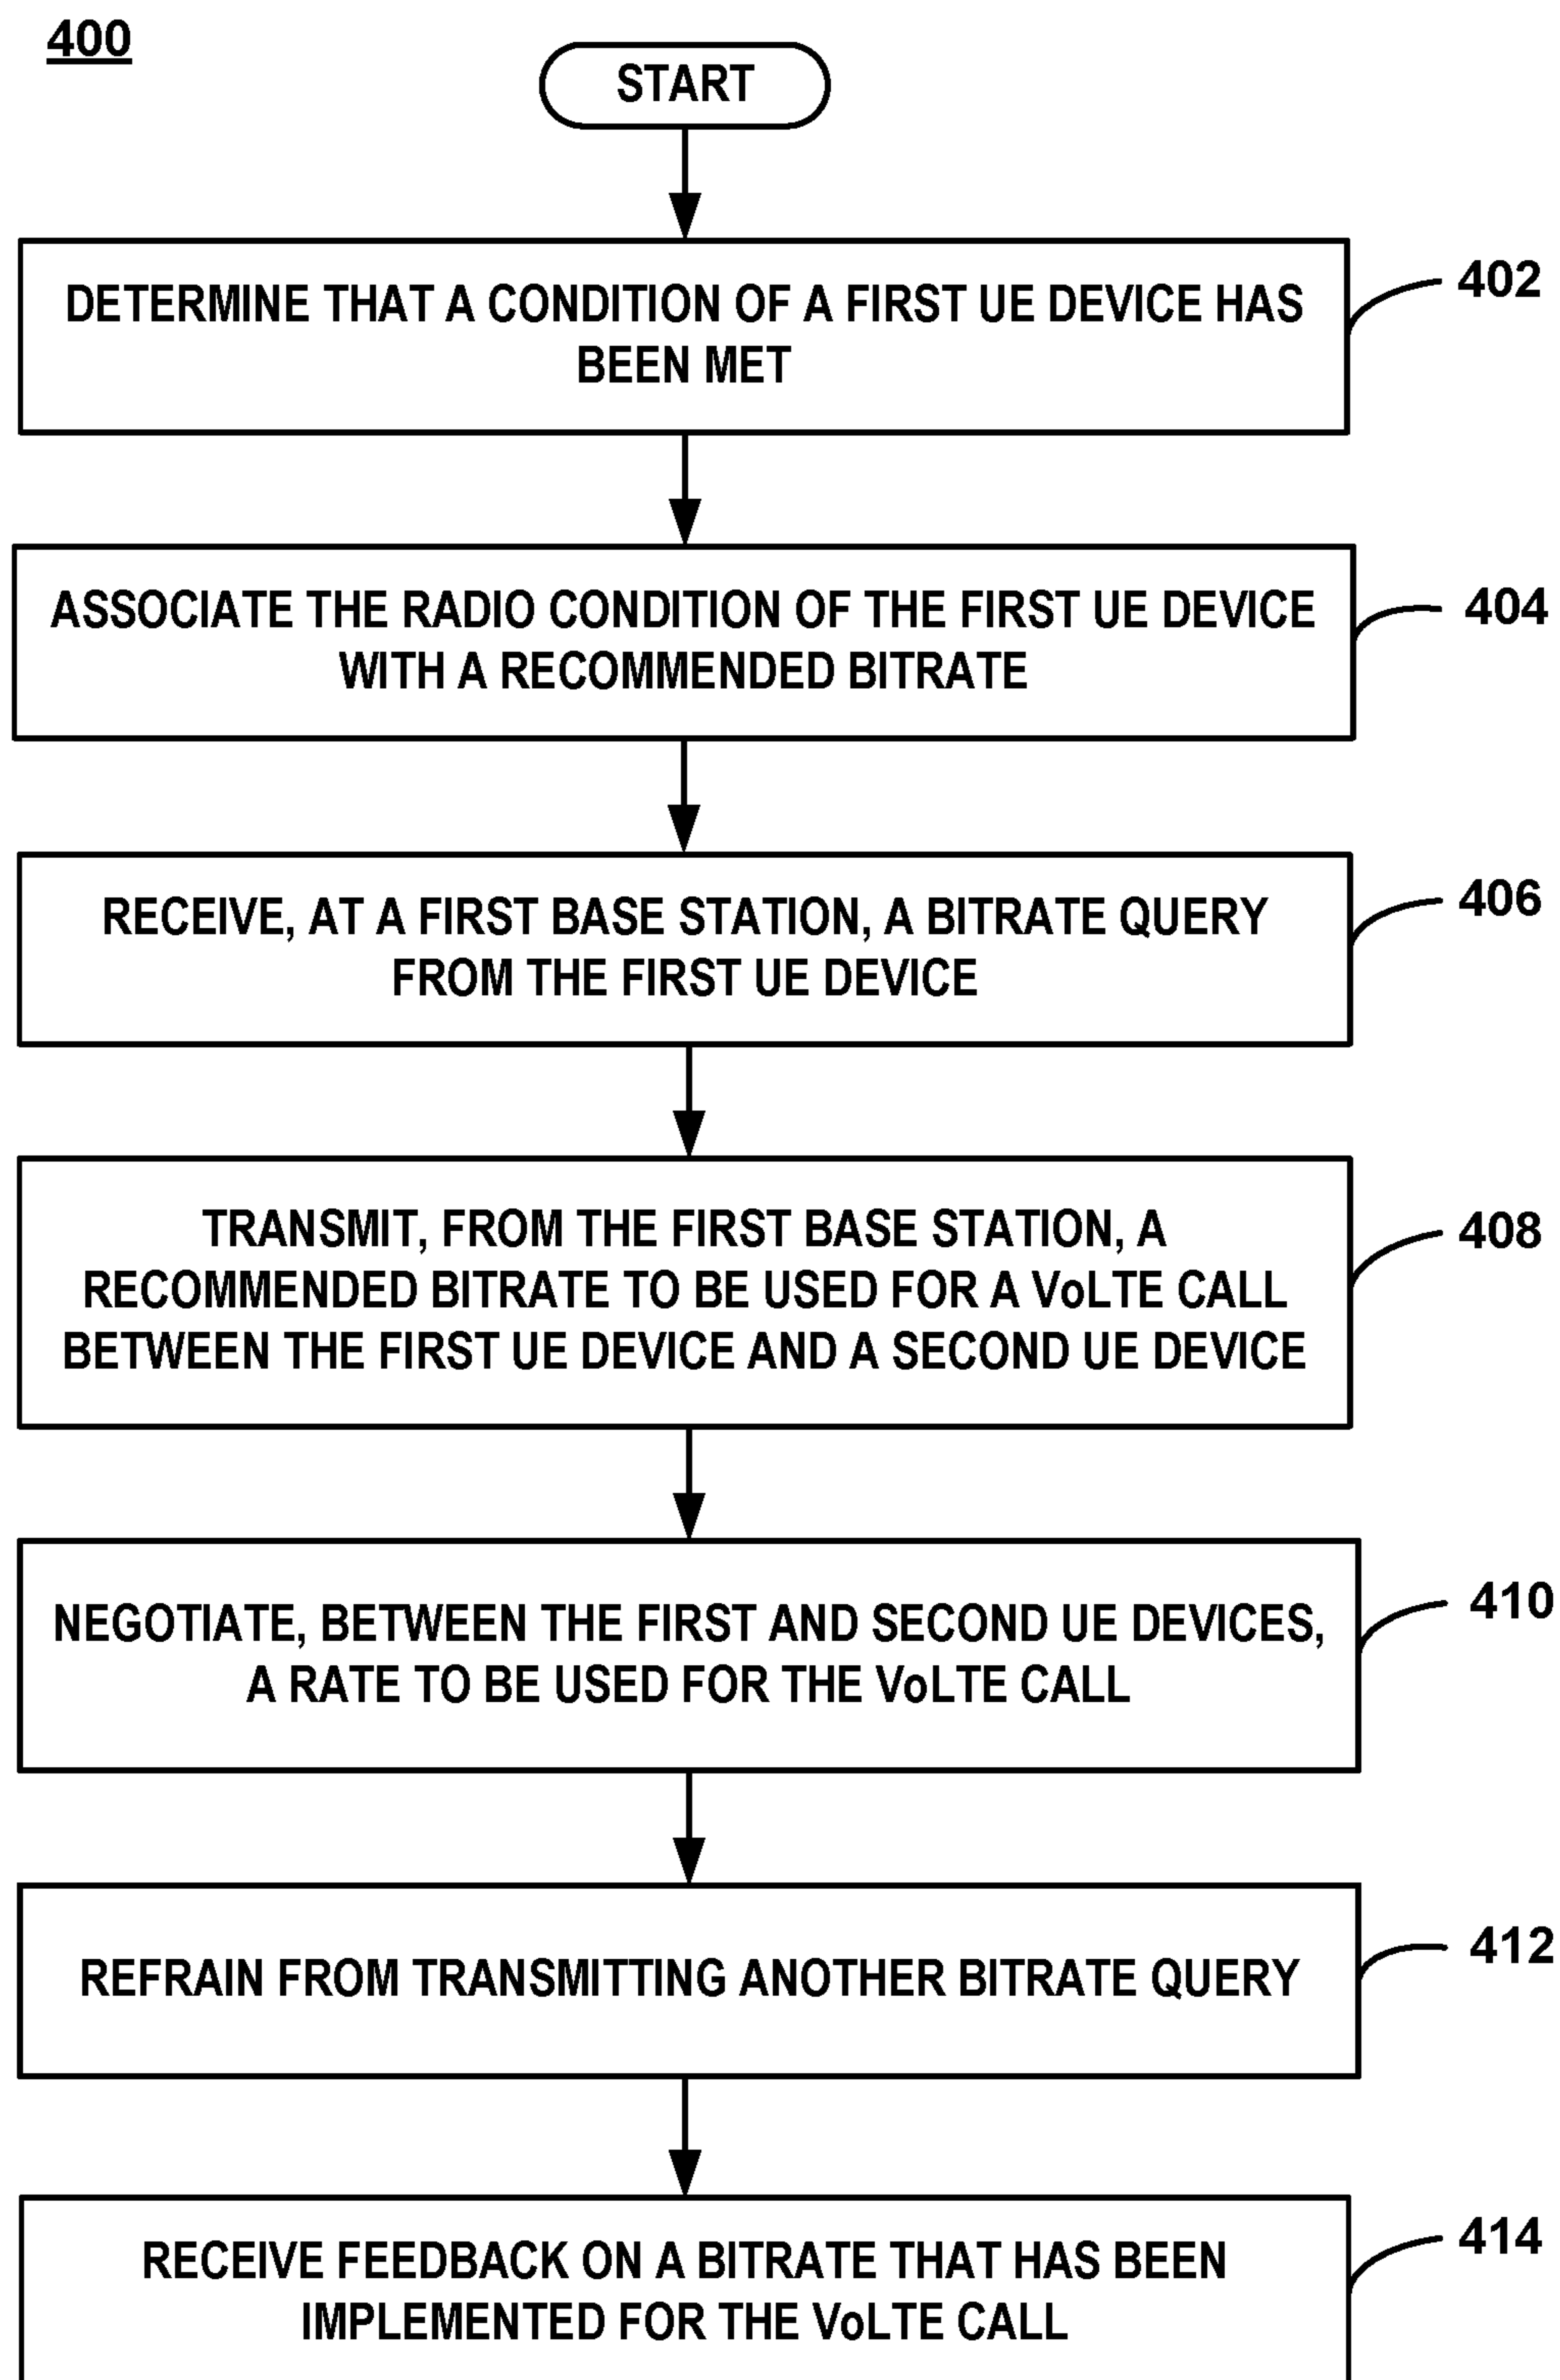 400
START
DETERMINE THAT A CONDITION OF A FIRST UE DEVICE HAS
BEEN MET
402
ASSOCIATE THE RADIO CONDITION OF THE FIRST UE DEVICE
WITH A RECOMMENDED BITRATE
404
RECEIVE, AT A FIRST BASE STATION, A BITRATE QUERY
FROM THE FIRST UE DEVICE
406
TRANSMIT, FROM THE FIRST BASE STATION, A
RECOMMENDED BITRATE TO BE USED FOR A VoLTE CALL
BETWEEN THE FIRST UE DEVICE AND A SECOND UE DEVICE
408
NEGOTIATE, BETWEEN THE FIRST AND SECOND UE DEVICES,
A RATE TO BE USED FOR THE VoLTE CALL
410
REFRAIN FROM TRANSMITTING ANOTHER BITRATE QUERY
412
RECEIVE FEEDBACK ON A BITRATE THAT HAS BEEN
IMPLEMENTED FOR THE VoLTE CALL
414